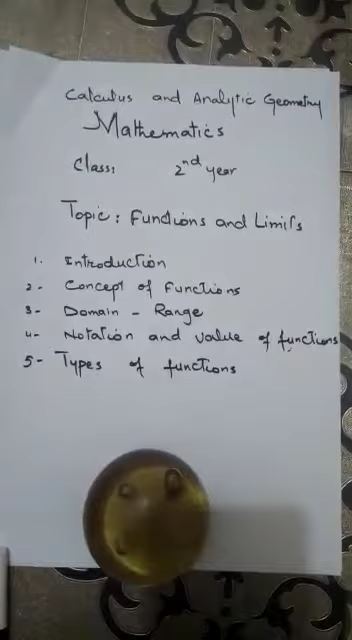 Calculus and Analytic Geometry
Mathematics
Class: 2nd year
Topic: Functions and Limits
1. Introduction
2- Concept of Functions
3- Domain - Range
4- Notation and value of functions
5- Types of functions